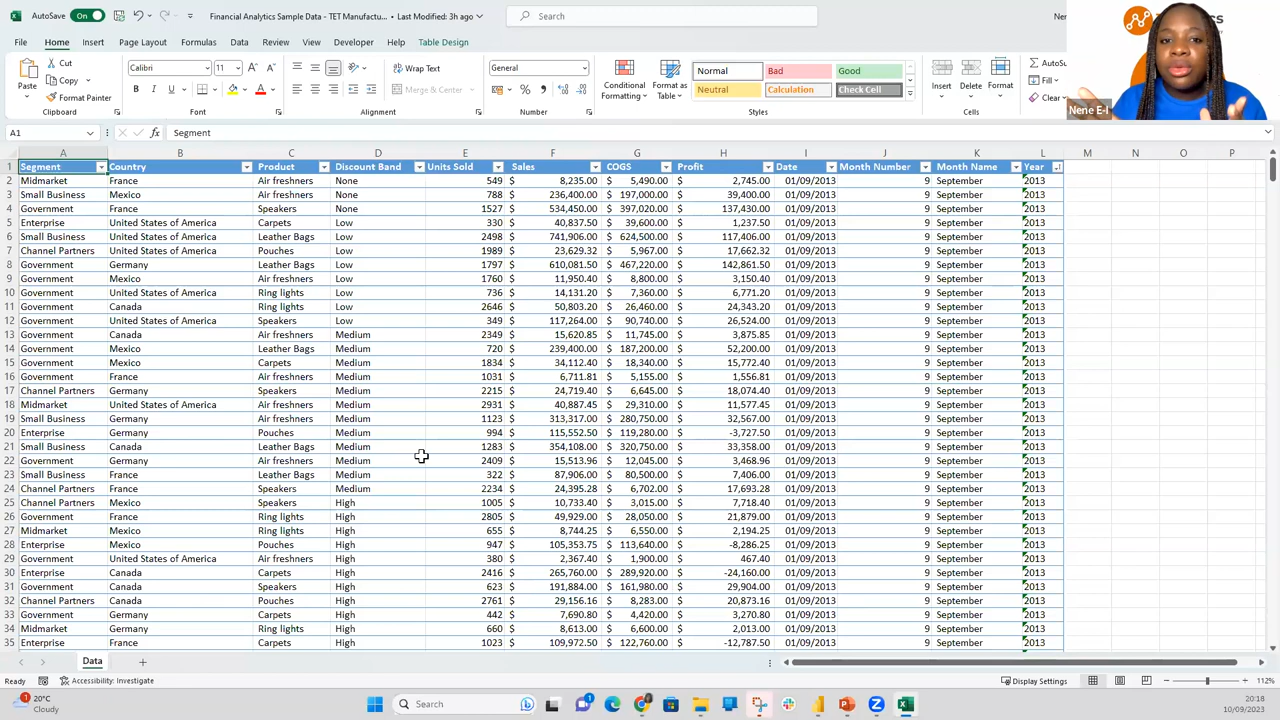 AutoSave On Financial Analytics Sample Data - TET Manufactu... • Last Modified: 3h ago Search
File Home Insert Page Layout Formulas Data Review View Developer Help Table Design
Paste Cut Copy Format Painter
Calibri 11 Wrap Text General
Merge & Center
Conditional Formatting Format as Table
Normal Bad Good
Neutral Calculation Check Cell
Insert Delete Format
Fill
Clear
Clipboard Font Alignment Number Styles Cells
Nene E-I
A1 fx Segment
A B C D E F G H I J K L M N O P
1 Segment Country Product Discount Band Units Sold Sales COGS Profit Date Month Number Month Name Year
2 Midmarket France Air freshners None 549 $ 8,235.00 $ 5,490.00 $ 2,745.00 01/09/2013 9 September 2013
3 Small Business Mexico Air freshners None 788 $ 236,400.00 $ 197,000.00 $ 39,400.00 01/09/2013 9 September 2013
4 Government France Speakers None 1527 $ 534,450.00 $ 397,020.00 $ 137,430.00 01/09/2013 9 September 2013
5 Enterprise United States of America Carpets Low 330 $ 40,837.50 $ 39,600.00 $ 1,237.50 01/09/2013 9 September 2013
6 Small Business United States of America Leather Bags Low 2498 $ 741,906.00 $ 624,500.00 $ 117,406.00 01/09/2013 9 September 2013
7 Channel Partners United States of America Pouches Low 1989 $ 23,629.32 $ 5,967.00 $ 17,662.32 01/09/2013 9 September 2013
8 Government Germany Leather Bags Low 1797 $ 610,081.50 $ 467,220.00 $ 142,861.50 01/09/2013 9 September 2013
9 Government Mexico Air freshners Low 1760 $ 11,950.40 $ 8,800.00 $ 3,150.40 01/09/2013 9 September 2013
10 Government United States of America Ring lights Low 736 $ 14,131.20 $ 7,360.00 $ 6,771.20 01/09/2013 9 September 2013
11 Government Canada Ring lights Low 2646 $ 50,803.20 $ 26,460.00 $ 24,343.20 01/09/2013 9 September 2013
12 Government United States of America Speakers Low 349 $ 117,264.00 $ 90,740.00 $ 26,524.00 01/09/2013 9 September 2013
13 Government Canada Air freshners Medium 2349 $ 15,620.85 $ 11,745.00 $ 3,875.85 01/09/2013 9 September 2013
14 Government Mexico Leather Bags Medium 720 $ 239,400.00 $ 187,200.00 $ 52,200.00 01/09/2013 9 September 2013
15 Government Mexico Carpets Medium 1834 $ 34,112.40 $ 18,340.00 $ 15,772.40 01/09/2013 9 September 2013
16 Government France Air freshners Medium 1031 $ 6,711.81 $ 5,155.00 $ 1,556.81 01/09/2013 9 September 2013
17 Channel Partners Germany Speakers Medium 2215 $ 24,719.40 $ 6,645.00 $ 18,074.40 01/09/2013 9 September 2013
18 Midmarket United States of America Air freshners Medium 2931 $ 40,887.45 $ 29,310.00 $ 11,577.45 01/09/2013 9 September 2013
19 Small Business Germany Air freshners Medium 1123 $ 313,317.00 $ 280,750.00 $ 32,567.00 01/09/2013 9 September 2013
20 Enterprise Germany Pouches Medium 994 $ 115,552.50 $ 119,280.00 $ -3,727.50 01/09/2013 9 September 2013
21 Small Business Canada Leather Bags Medium 1283 $ 354,108.00 $ 320,750.00 $ 33,358.00 01/09/2013 9 September 2013
22 Government Germany Air freshners Medium 2409 $ 15,513.96 $ 12,045.00 $ 3,468.96 01/09/2013 9 September 2013
23 Small Business France Leather Bags Medium 322 $ 87,906.00 $ 80,500.00 $ 7,406.00 01/09/2013 9 September 2013
24 Channel Partners France Speakers Medium 2234 $ 24,395.28 $ 6,702.00 $ 17,693.28 01/09/2013 9 September 2013
25 Channel Partners Mexico Speakers High 1005 $ 10,733.40 $ 3,015.00 $ 7,718.40 01/09/2013 9 September 2013
26 Government France Ring lights High 2805 $ 49,929.00 $ 28,050.00 $ 21,879.00 01/09/2013 9 September 2013
27 Midmarket Mexico Ring lights High 655 $ 8,744.25 $ 6,550.00 $ 2,194.25 01/09/2013 9 September 2013
28 Enterprise Mexico Pouches High 947 $ 105,353.75 $ 113,640.00 $ -8,286.25 01/09/2013 9 September 2013
29 Government United States of America Air freshners High 380 $ 2,367.40 $ 1,900.00 $ 467.40 01/09/2013 9 September 2013
30 Enterprise Canada Carpets High 2416 $ 265,760.00 $ 289,920.00 $ -24,160.00 01/09/2013 9 September 2013
31 Government Canada Speakers High 623 $ 191,884.00 $ 161,980.00 $ 29,904.00 01/09/2013 9 September 2013
32 Channel Partners Canada Pouches High 2761 $ 29,156.16 $ 8,283.00 $ 20,873.16 01/09/2013 9 September 2013
33 Government Germany Carpets High 442 $ 7,690.80 $ 4,420.00 $ 3,270.80 01/09/2013 9 September 2013
34 Midmarket Germany Ring lights High 660 $ 8,613.00 $ 6,600.00 $ 2,013.00 01/09/2013 9 September 2013
35 Enterprise France Carpets High 1023 $ 109,972.50 $ 122,760.00 $ -12,787.50 01/09/2013 9 September 2013
Data
Ready Accessibility: Investigate Display Settings 112%
20°C
Cloudy
Search
20:18
10/09/2023